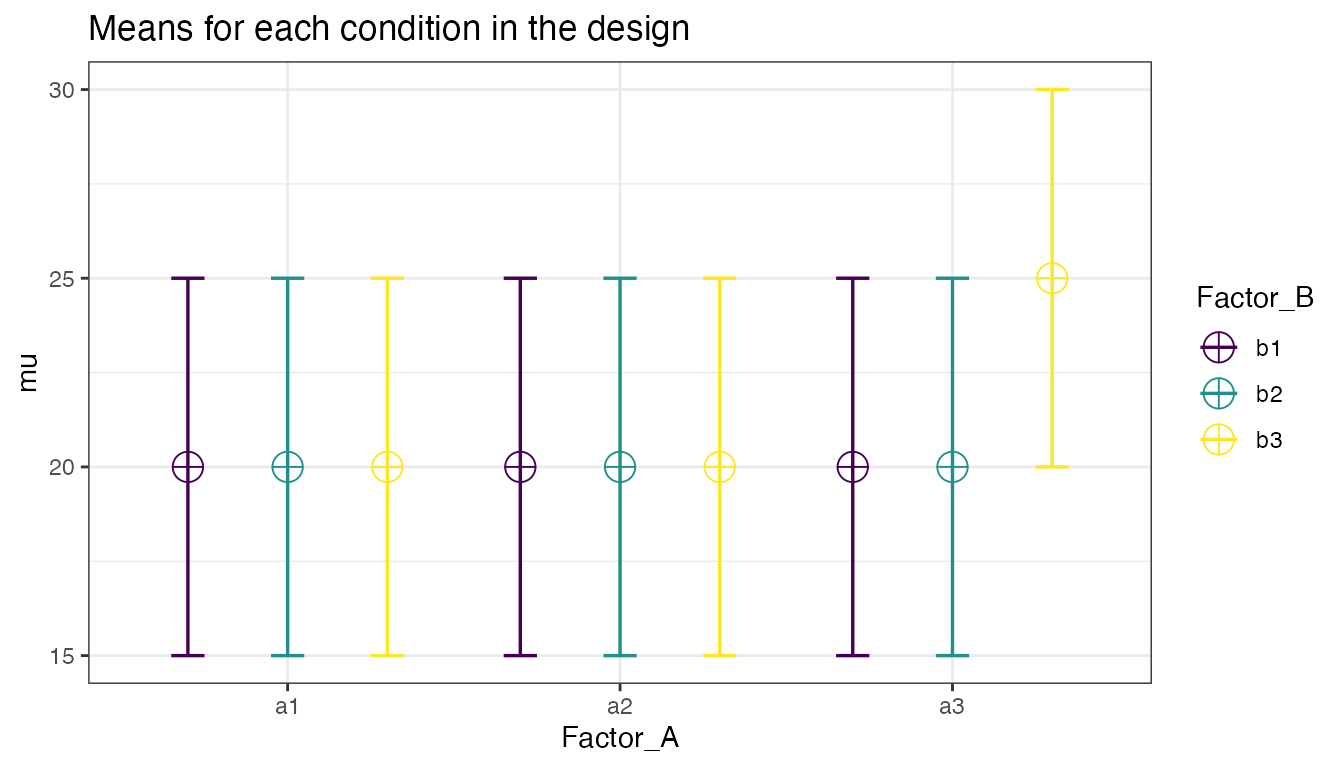 Means for each condition in the design
30
25
20
15
mu
a1
a2
a3
Factor_A
Factor_B
b1
b2
b3